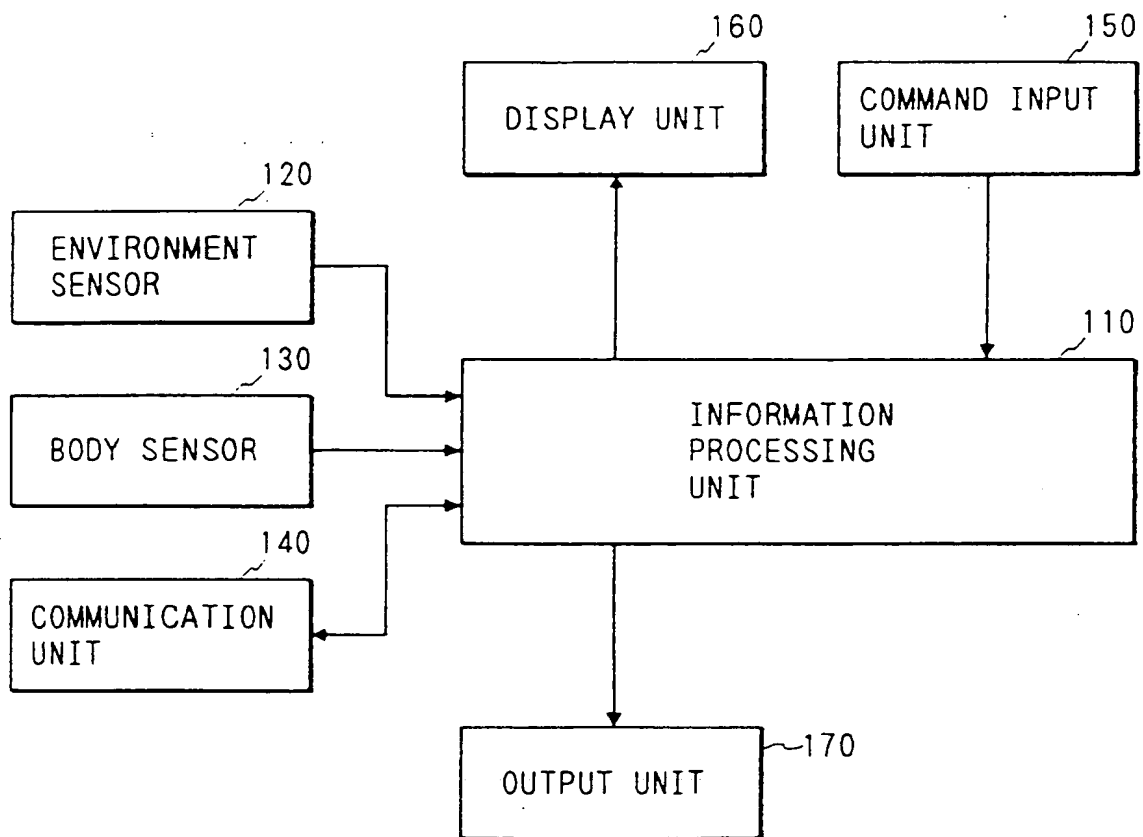 160
DISPLAY UNIT
150
COMMAND INPUT
UNIT
120
ENVIRONMENT
SENSOR
130
BODY SENSOR
140
COMMUNICATION
UNIT
110
INFORMATION
PROCESSING
UNIT
170
OUTPUT UNIT